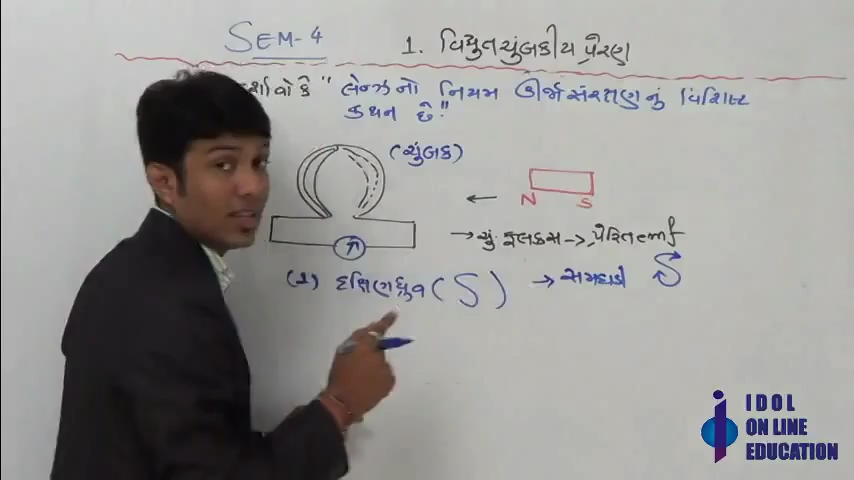 SEM-4
1. વિદ્યુતચુંબકીય પ્રેરણ
ર્શાવો કે " લેન્ઝનો નિયમ ઊર્જાસંરક્ષણનું વિશિષ્ટ
કથન છે."
(ચુંબક)
N S
→ ચું. ફ્લક્સ → પ્રેરિત emf
(1) દક્ષિણધ્રુવ ( S ) → સમઘડી S
IDOL
ON LINE
EDUCATION